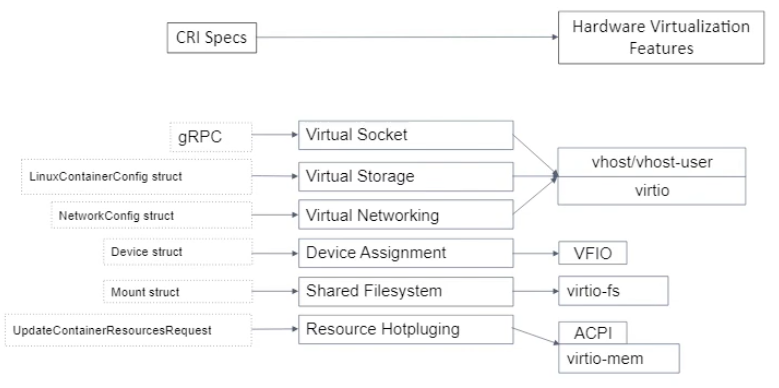 CRI Specs
Hardware Virtualization
Features
gRPC
Virtual Socket
LinuxContainerConfig struct
Virtual Storage
vhost/vhost-user
virtio
NetworkConfig struct
Virtual Networking
Device struct
Device Assignment
VFIO
Mount struct
Shared Filesystem
virtio-fs
UpdateContainerResourcesRequest
Resource Hotpluging
ACPI
virtio-mem